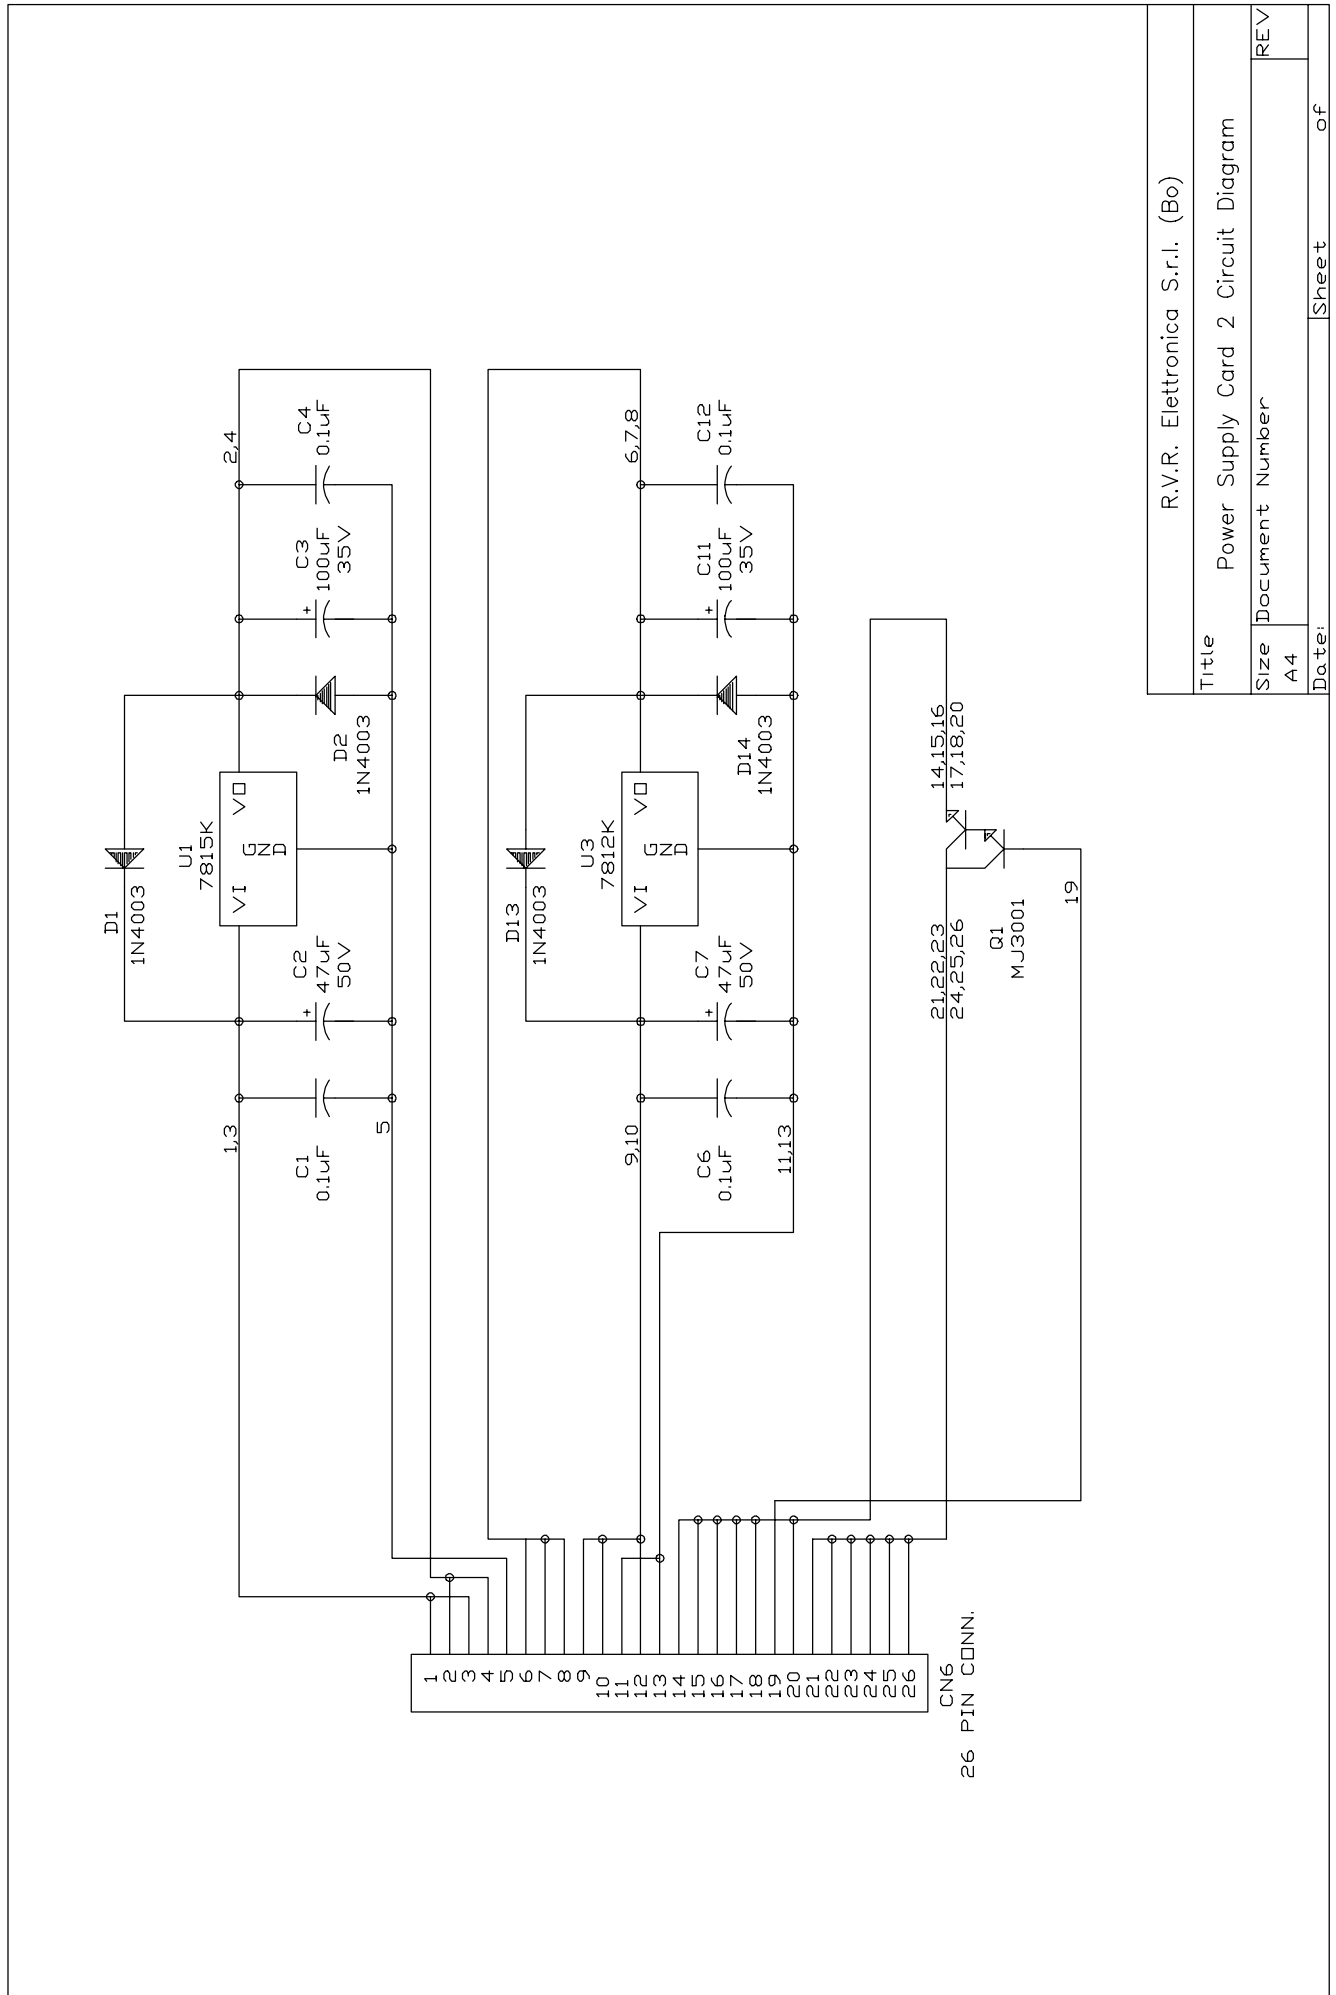 D1
1N4003
U1
7815K
VI
VO
GND
1,3
2,4
5
C1
0.1uF
C2
47uF
50V
+
D2
1N4003
C3
100uF
35V
+
C4
0.1uF
D13
1N4003
U3
7812K
VI
VO
GND
9,10
6,7,8
11,13
C6
0.1uF
C7
47uF
50V
+
D14
1N4003
C11
100uF
35V
+
C12
0.1uF
21,22,23
24,25,26
14,15,16
17,18,20
Q1
MJ3001
19
1
2
3
4
5
6
7
8
9
10
11
12
13
14
15
16
17
18
19
20
21
22
23
24
25
26
CN6
26 PIN CONN.
R.V.R. Elettronica S.r.l. (Bo)
Title
Power Supply Card 2 Circuit Diagram
Size Document Number REV
A4
Date: Sheet of